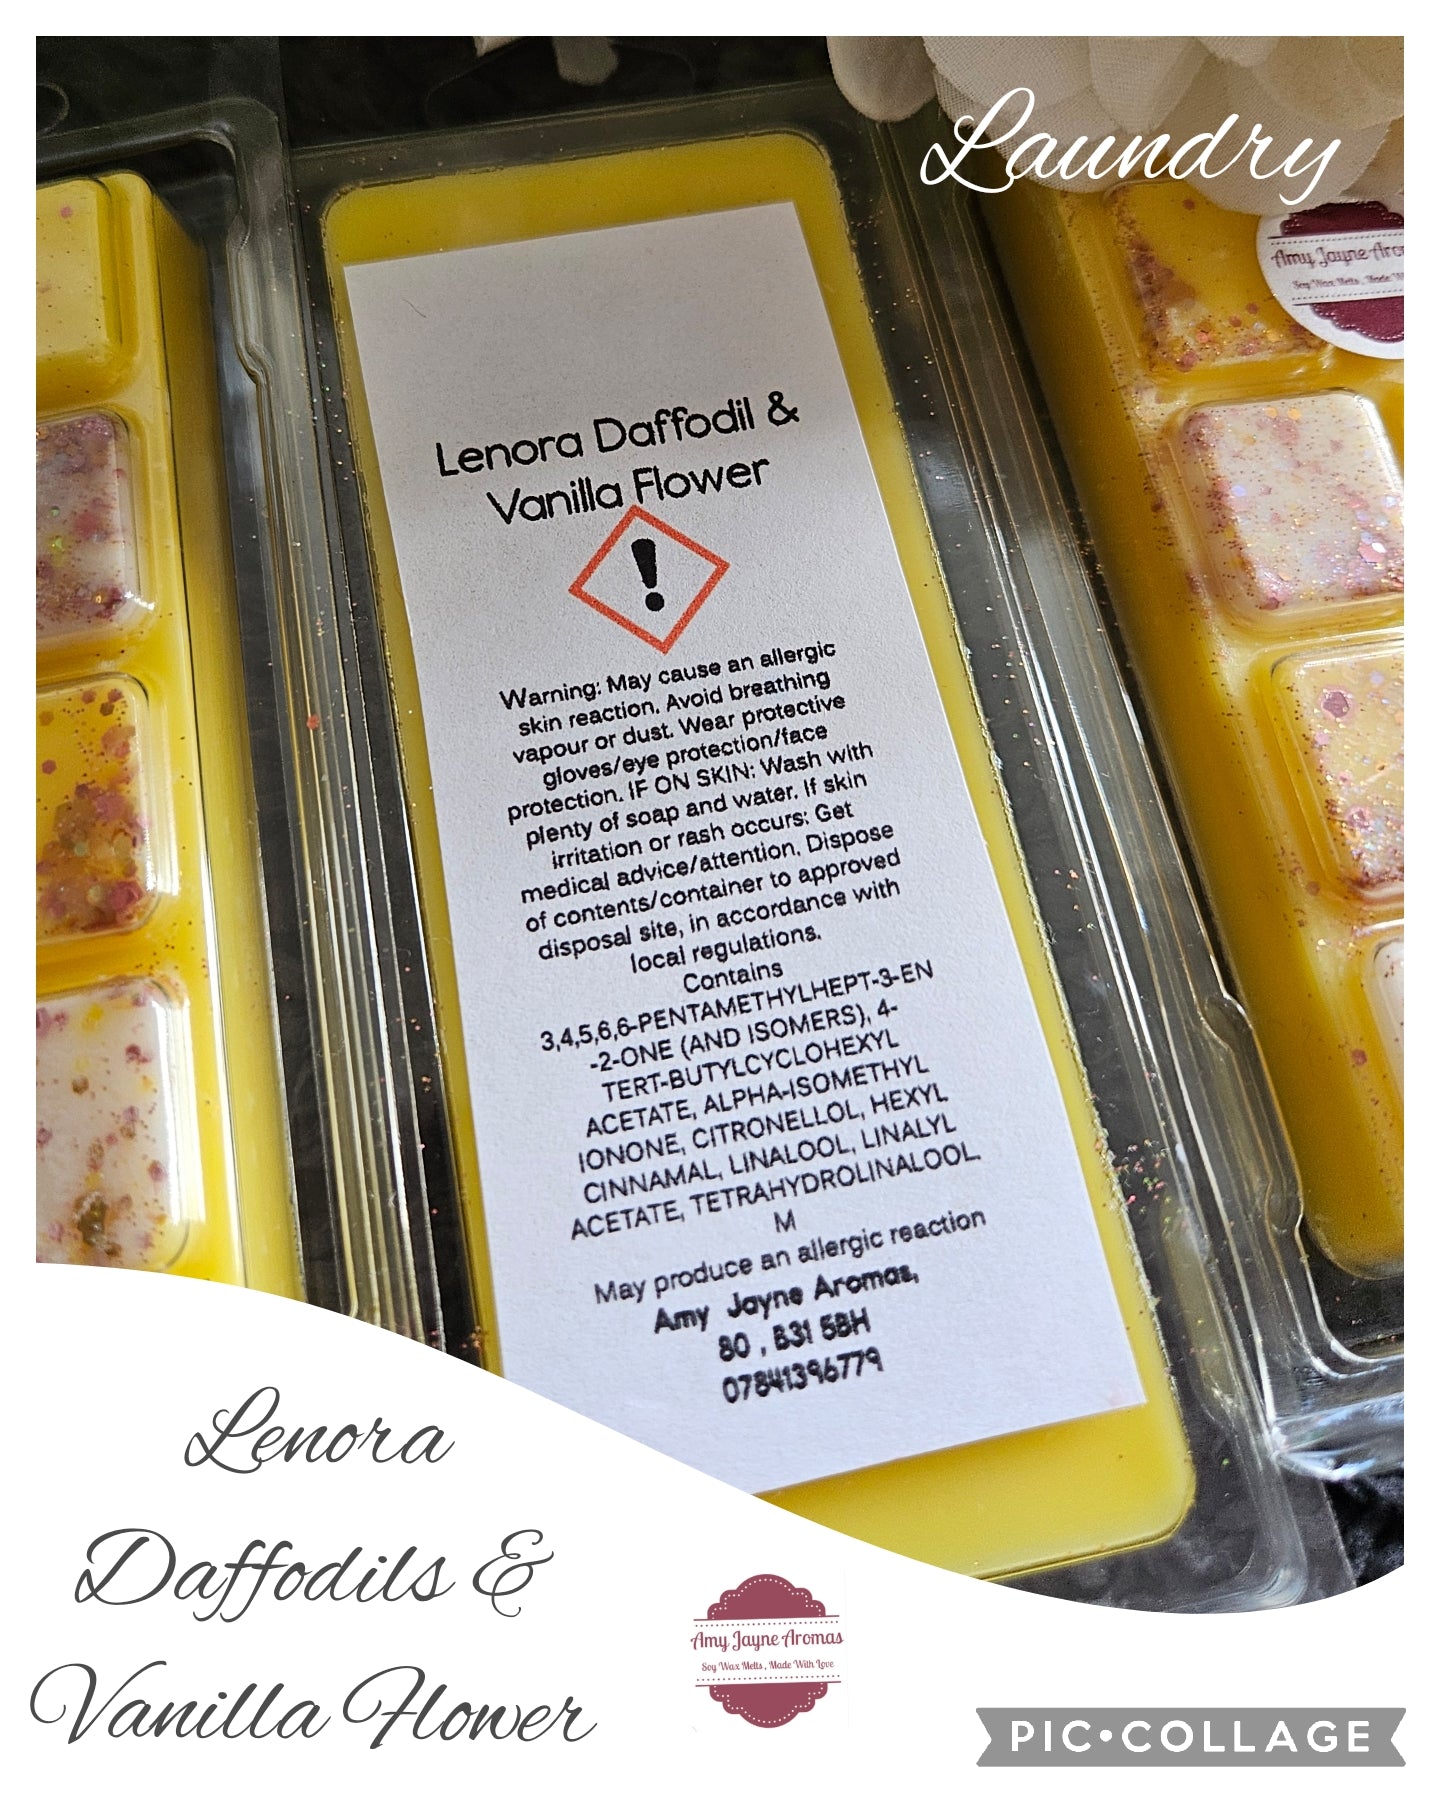 Laundry
Amy Jayne Aro
Soy Wax Melts, Made W
Lenora Daffodil &
Vanilla Flower
!
Warning: May cause an allergic
skin reaction. Avoid breathing
vapour or dust. Wear protective
gloves/eye protection/face
protection. IF ON SKIN: Wash with
plenty of soap and water. If skin
irritation or rash occurs: Get
medical advice/attention. Dispose
of contents/container to approved
disposal site, in accordance with
local regulations.
Contains
3,4,5,6,6-PENTAMETHYLHEPT-3-EN
-2-ONE (AND ISOMERS), 4-
TERT-BUTYLCYCLOHEXYL
ACETATE, ALPHA-ISOMETHYL
IONONE, CITRONELLOL, HEXYL
CINNAMAL, LINALOOL, LINALYL
ACETATE, TETRAHYDROLINALOOL.
M
May produce an allergic reaction
Amy Jayne Aromas,
80 , B31 5BH
07841396779
Lenora
Daffodils &
Vanilla Flower
Amy Jayne Aromas
Soy Wax Melts, Made With Love
PIC•COLLAGE